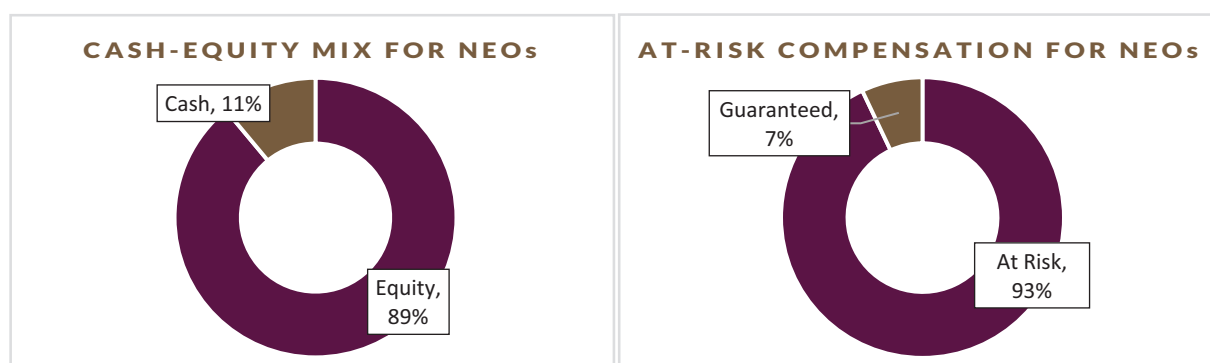 CASH-EQUITY MIX FOR NEOs
Cash, 11%
Equity,
89%
AT-RISK COMPENSATION FOR NEOs
Guaranteed,
7%
At Risk,
93%